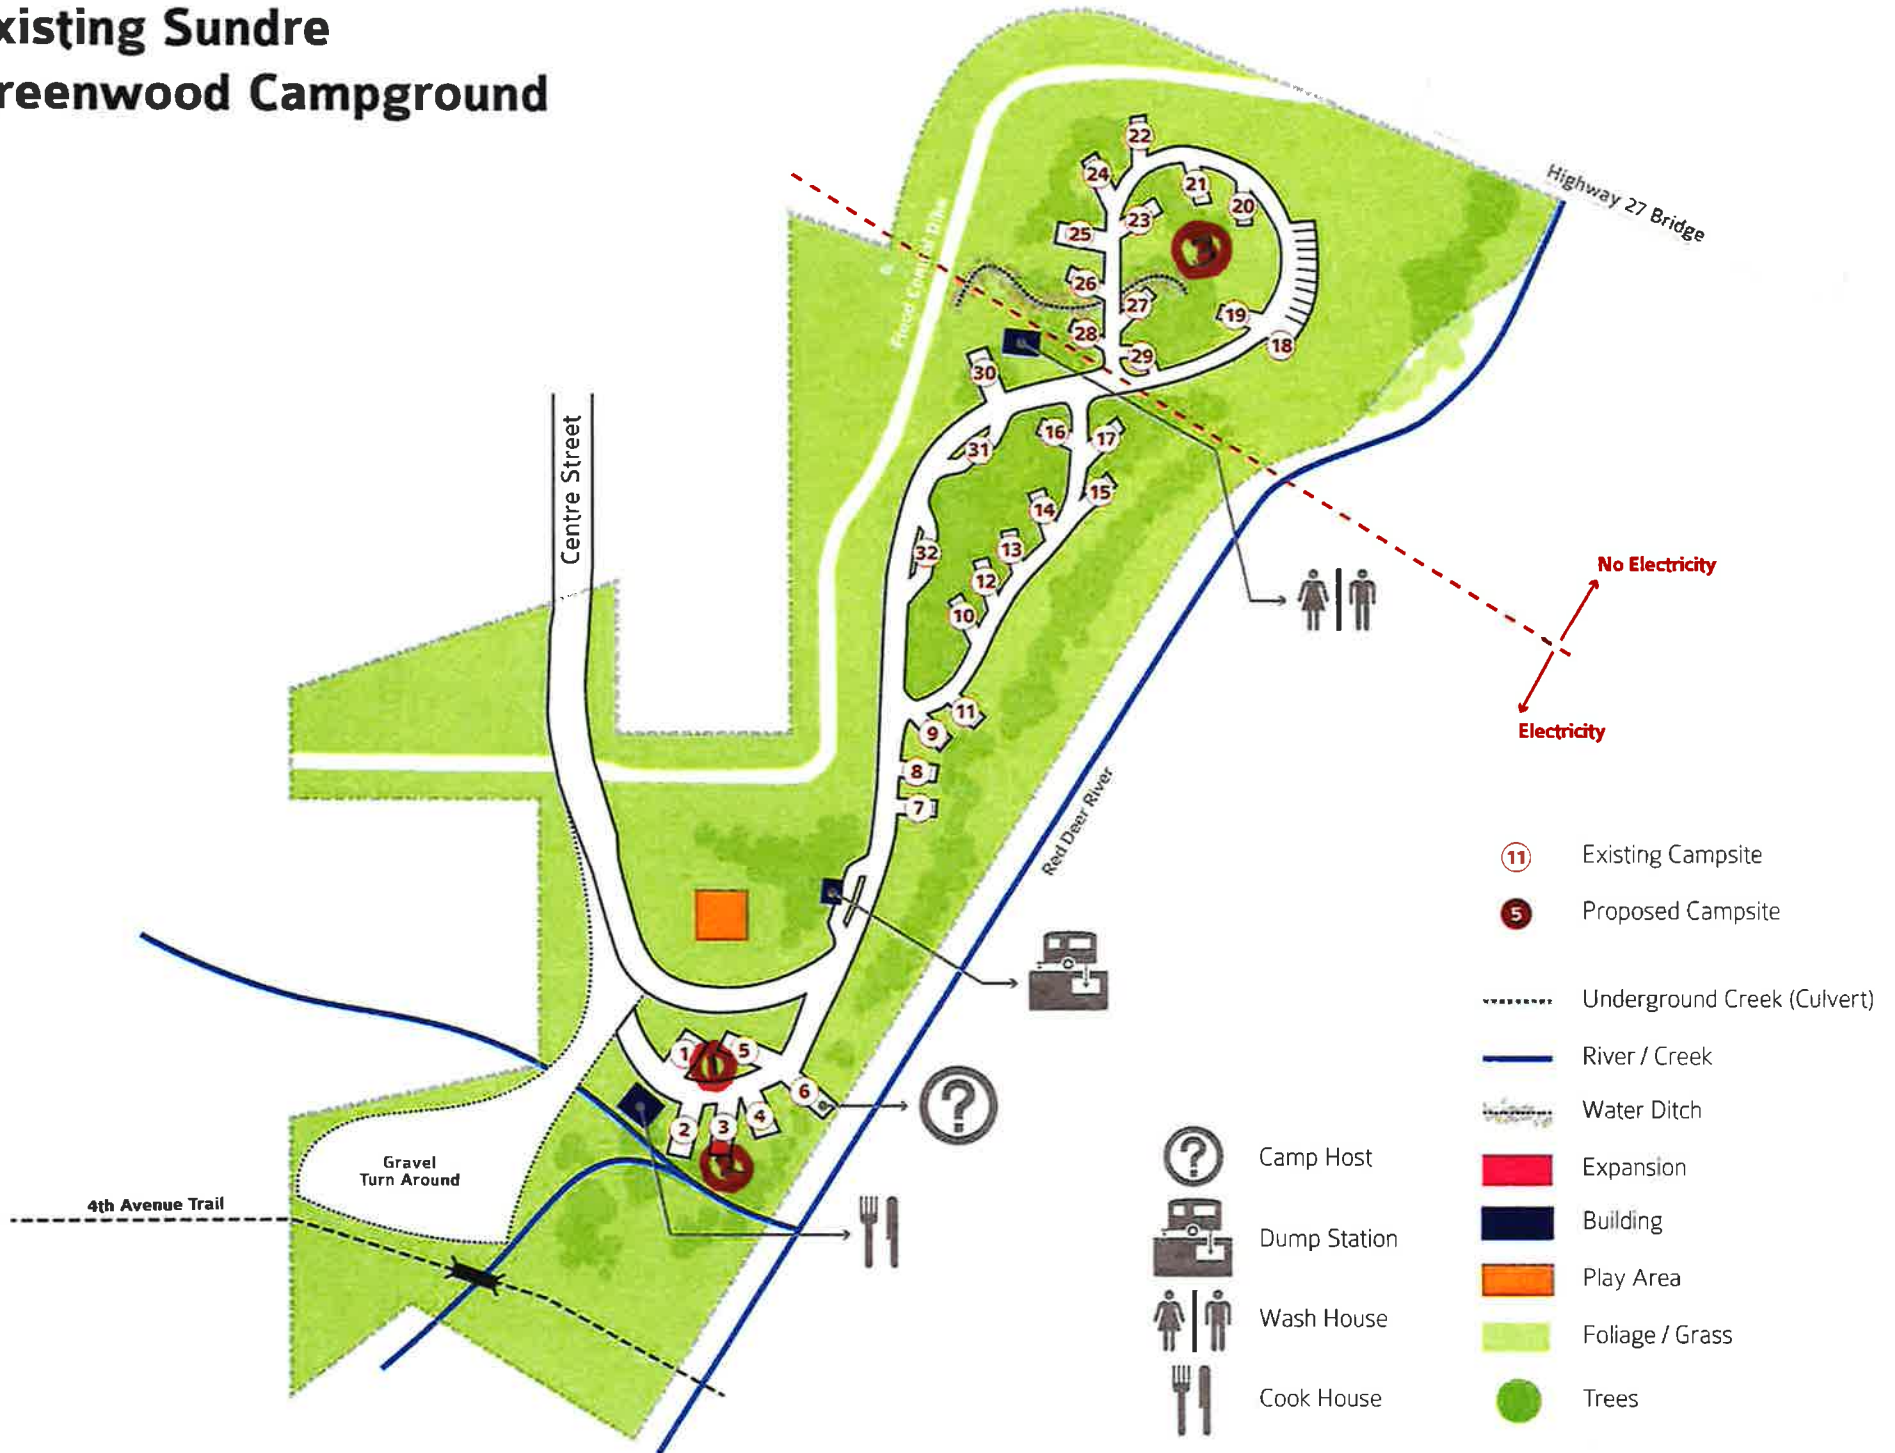 xisting Sundre
reenwood Campground
Highway 27 Bridge
Flood Control Dike
22
24
21
20
23
25
3
26
27
19
28
18
29
30
Centre Street
16
17
31
15
14
32
13
12
10
No Electricity
Electricity
11
9
8
7
Red Deer River
1
1
5
6
4
2
3
Gravel
Turn Around
4th Avenue Trail
11 Existing Campsite
5 Proposed Campsite
Underground Creek (Culvert)
River / Creek
Water Ditch
Expansion
Building
Play Area
Foliage / Grass
Trees
? Camp Host
Dump Station
Wash House
Cook House
?